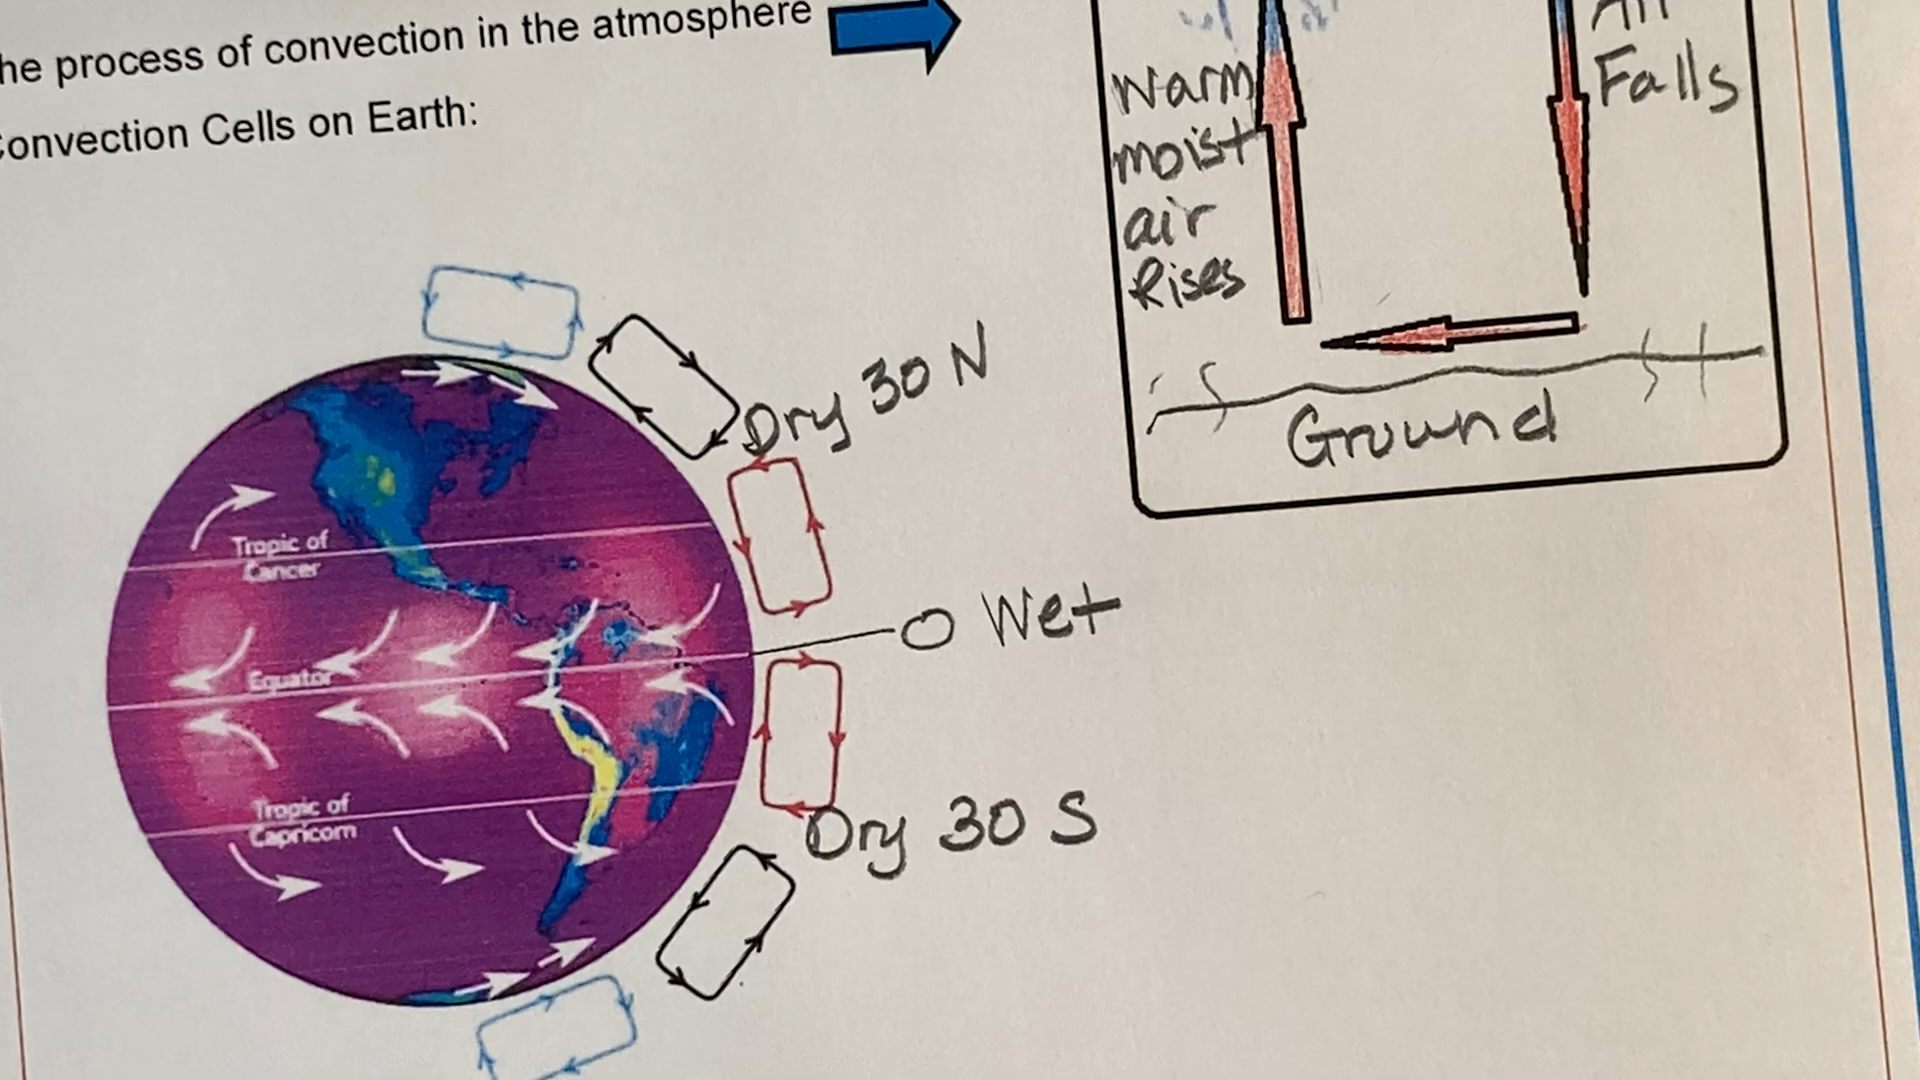 he process of convection in the atmosphere
onvection Cells on Earth:
Falls
Warm
moist
air
Rises
Ground
Dry 30 N
Tropic of
Cancer
0 Wet
Equator
Tropic of
Capricorn
Dry 30 S